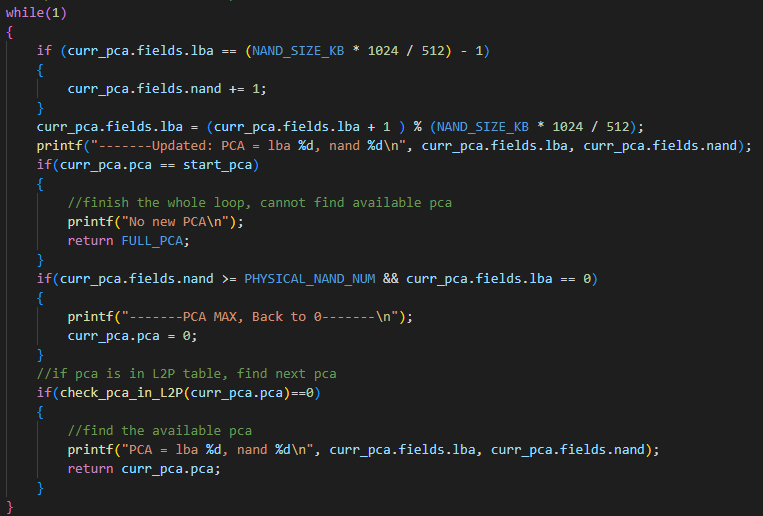 while(1)
{
    if (curr_pca.fields.lba == (NAND_SIZE_KB * 1024 / 512) - 1)
    {
        curr_pca.fields.nand += 1;
    }
    curr_pca.fields.lba = (curr_pca.fields.lba + 1 ) % (NAND_SIZE_KB * 1024 / 512);
    printf("-------Updated: PCA = lba %d, nand %d\n", curr_pca.fields.lba, curr_pca.fields.nand);
    if(curr_pca.pca == start_pca)
    {
        //finish the whole loop, cannot find available pca
        printf("No new PCA\n");
        return FULL_PCA;
    }
    if(curr_pca.fields.nand >= PHYSICAL_NAND_NUM && curr_pca.fields.lba == 0)
    {
        printf("-------PCA MAX, Back to 0-------\n");
        curr_pca.pca = 0;
    }
    //if pca is in L2P table, find next pca
    if(check_pca_in_L2P(curr_pca.pca)==0)
    {
        //find the available pca
        printf("PCA = lba %d, nand %d\n", curr_pca.fields.lba, curr_pca.fields.nand);
        return curr_pca.pca;
    }
}